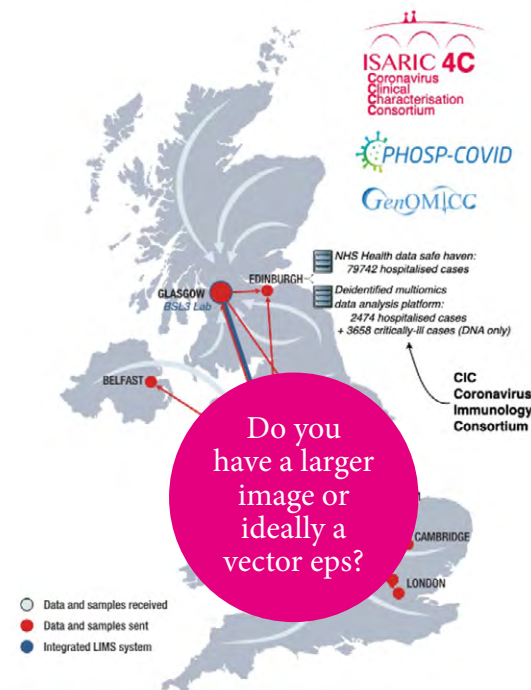 ISARIC 4C
Coronavirus
Clinical
Characterisation
Consortium
PHOSP-COVID
GenOMICC
NHS Health data safe haven:
79742 hospitalised cases
EDINBURGH
Deidentified multiomics
data analysis platform:
2474 hospitalised cases
+ 3658 critically-ill cases (DNA only)
GLASGOW
BSL3 Lab
BELFAST
CIC
Coronavirus
Immunology
Consortium
Do you
have a larger
image or
ideally a
vector eps?
CAMBRIDGE
LONDON
Data and samples received
Data and samples sent
Integrated LIMS system